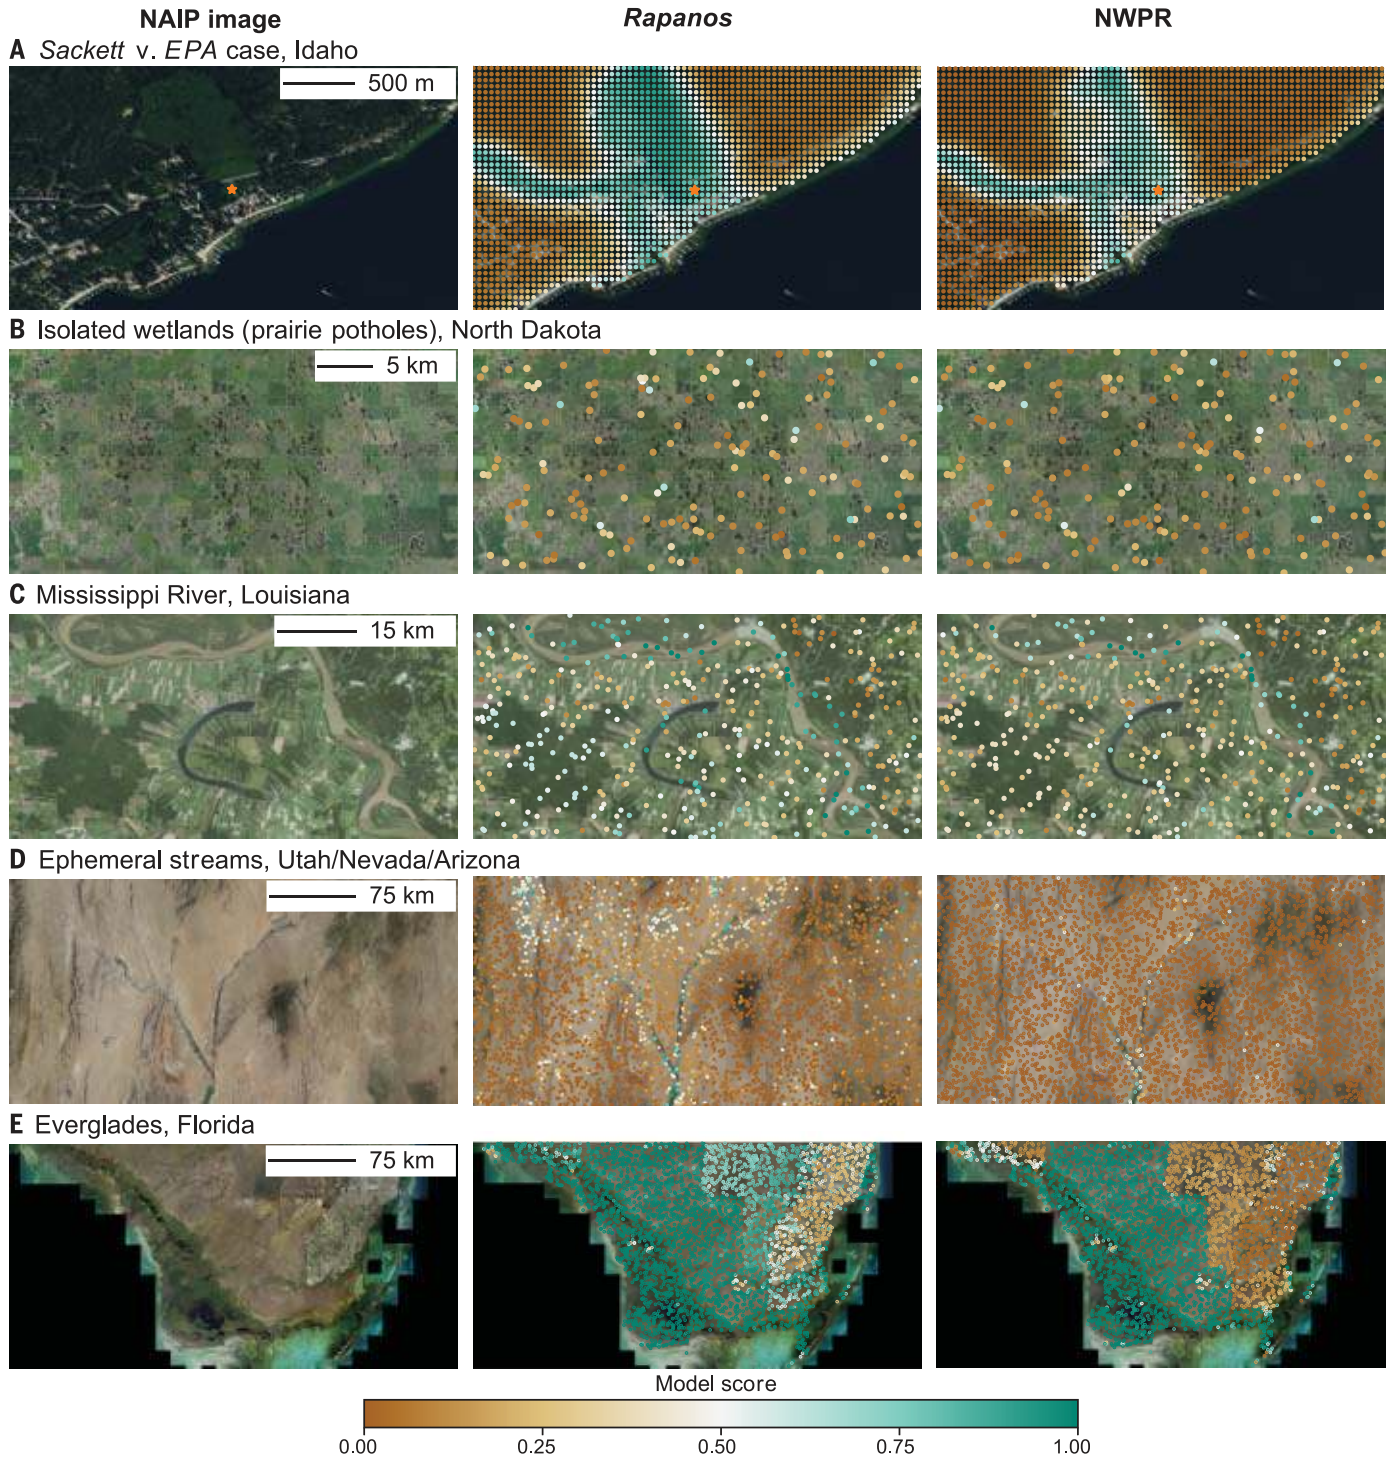 NAIP image Rapanos NWPR
A Sackett v. EPA case, Idaho
500 m
B Isolated wetlands (prairie potholes), North Dakota
5 km
C Mississippi River, Louisiana
15 km
D Ephemeral streams, Utah/Nevada/Arizona
75 km
E Everglades, Florida
75 km
Model score
0.00 0.25 0.50 0.75 1.00